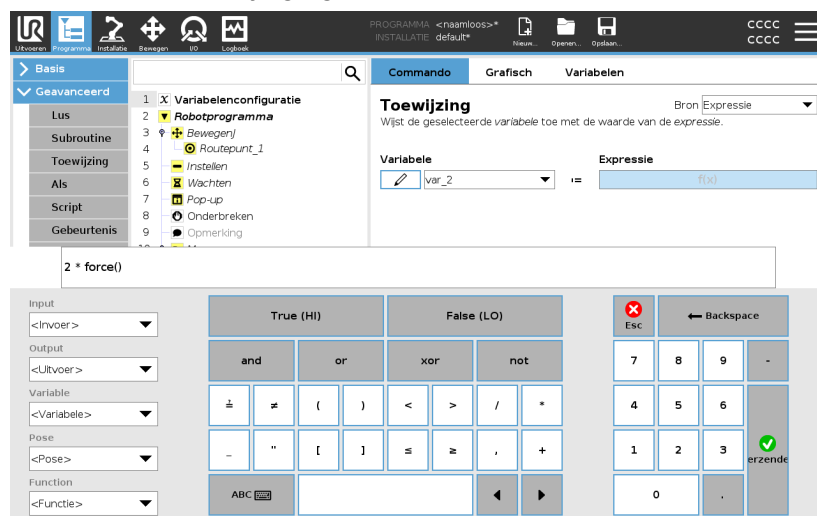 PROGRAMMA <naamloos>*
INSTALLATIE default*
Uitvoeren Programma Installatie Bewegen I/O Logboek
Nieuw... Openen... Opslaan...
CCCC
CCCC
Basis
Geavanceerd
Lus
Subroutine
Toewijzing
Als
Script
Gebeurtenis
1 X Variabelenconfiguratie
2 Robotprogramma
3 BewegenJ
4 Routepunt_1
5 Instellen
6 Wachten
7 Pop-up
8 Onderbreken
9 Opmerking
Commando Grafisch Variabelen
Toewijzing
Bron Expressie
Wijst de geselecteerde variabele toe met de waarde van de expressie.
Variabele
Expressie
var_2
:=
f(x)
2 * force()
Input
<Invoer>
Output
<Uitvoer>
Variable
<Variabele>
Pose
<Pose>
Function
<Functie>
True (HI) False (LO)
and or xor not
≟ ≠ ( ) < > / *
_ " [ ] ≤ ≥ , +
ABC
Esc Backspace
7 8 9 -
4 5 6
1 2 3
erzende
0 .